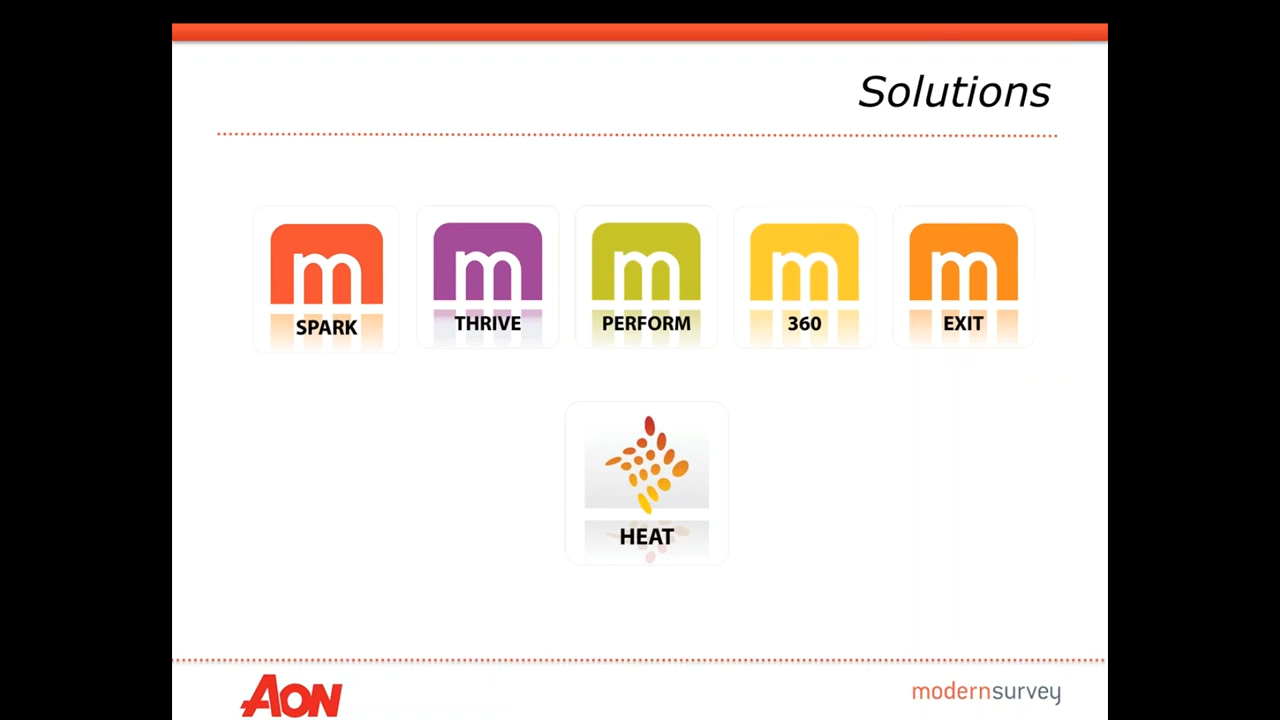 Solutions
m m m m m
SPARK THRIVE PERFORM 360 EXIT
HEAT
AON modernsurvey